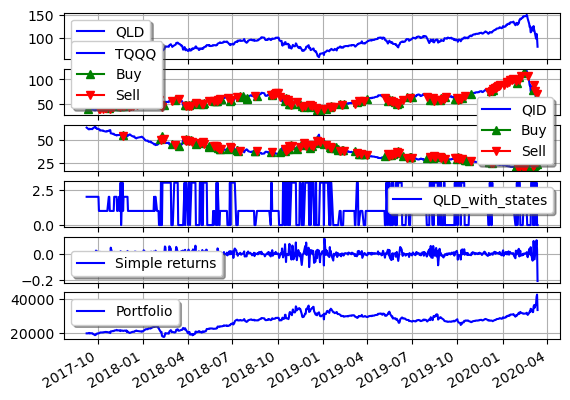 150
100
QLD
TQQQ
Buy
Sell
100
50
QID
Buy
Sell
50
25
2.5
0.0
QLD_with_states
0.0
−0.2
Simple returns
40000
20000
Portfolio
2017-10
2018-01
2018-04
2018-07
2018-10
2019-01
2019-04
2019-07
2019-10
2020-01
2020-04